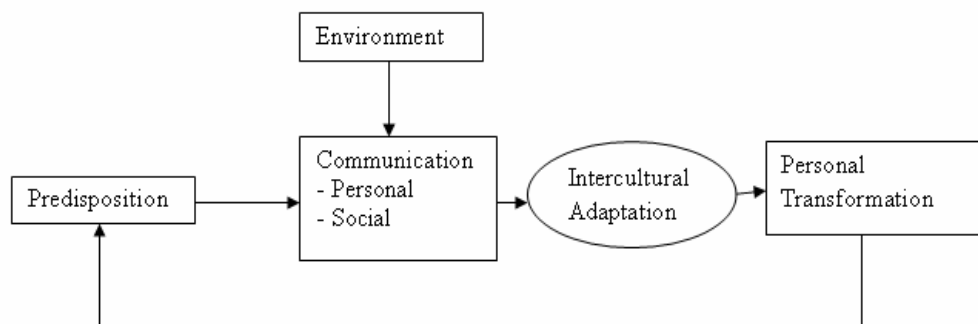 Environment
Communication
- Personal
- Social
Predisposition
Intercultural
Adaptation
Personal
Transformation